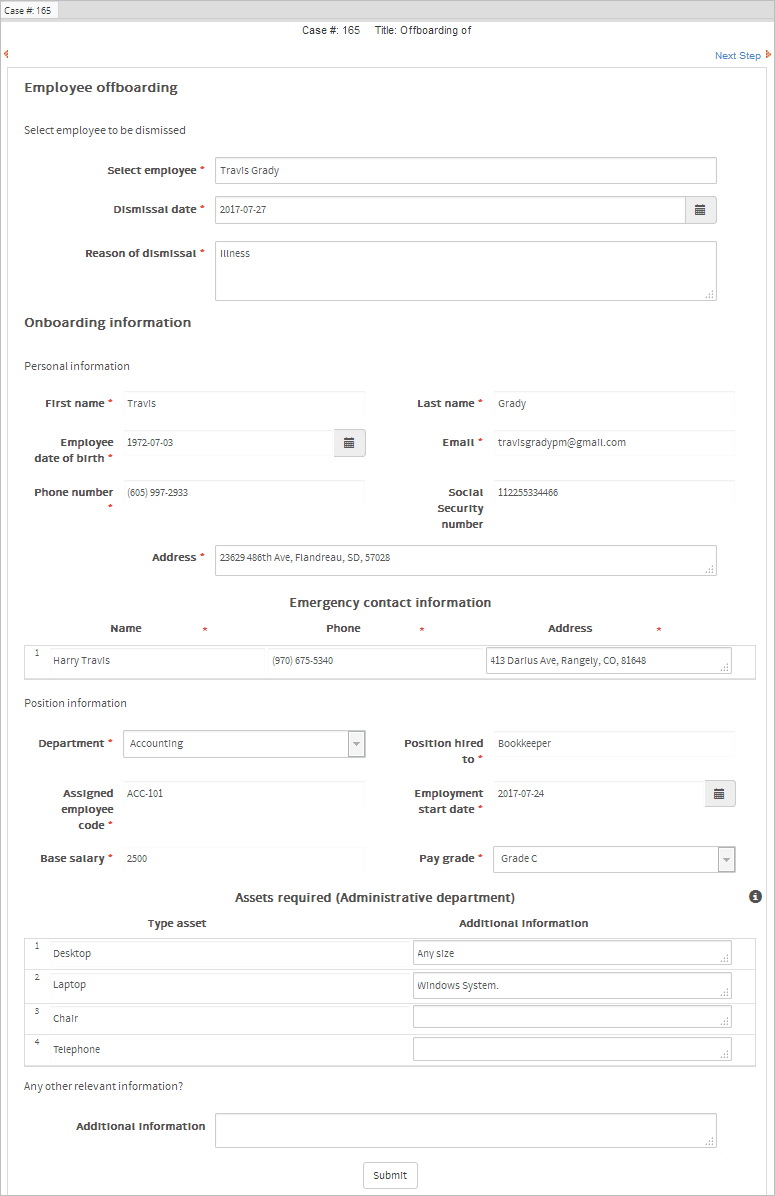 Case #: 165
Case #: 165 Title: Offboarding of
Next Step
Employee offboarding
Select employee to be dismissed
Select employee * Travis Grady
Dismissal date * 2017-07-27
Reason of dismissal * Illness
Onboarding information
Personal information
First name * Travis Last name * Grady
Employee date of birth * 1972-07-03 Email * travisgradypm@gmail.com
Phone number * (605) 997-2933 Social Security number 112255334466
Address * 23629 486th Ave, Flandreau, SD, 57028
Emergency contact information
Name * Phone * Address *
1 Harry Travis (970) 675-5340 413 Darius Ave, Rangely, CO, 81648
Position information
Department * Accounting Position hired to * Bookkeeper
Assigned employee code * ACC-101 Employment start date * 2017-07-24
Base salary * 2500 Pay grade * Grade C
Assets required (Administrative department)
Type asset Additional information
1 Desktop Any size
2 Laptop Windows System.
3 Chair
4 Telephone
Any other relevant information?
Additional information
Submit